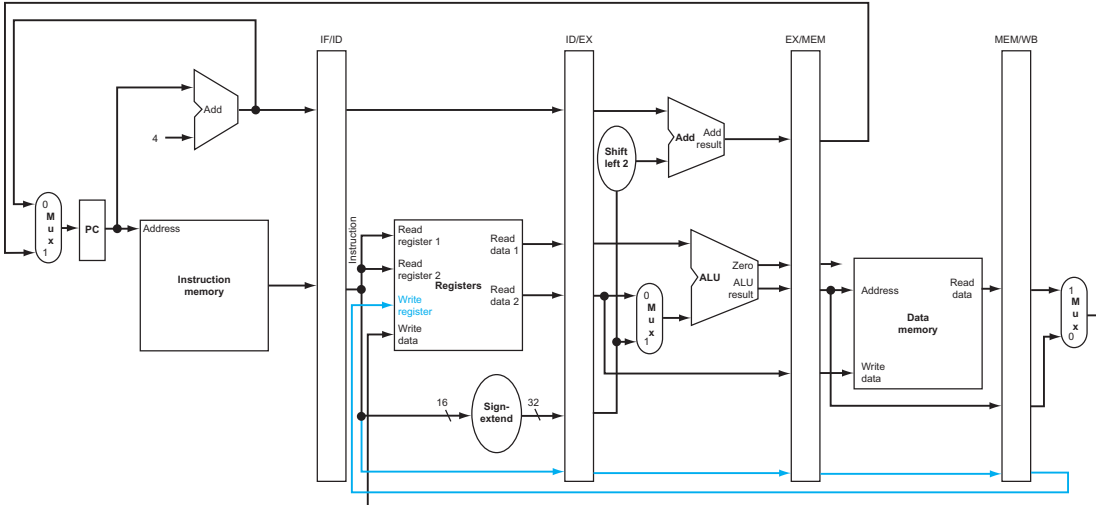 IF/ID
ID/EX
EX/MEM
MEM/WB
Add
4
Shift
left 2
Add
Add
result
0
M
u
x
1
PC
Address
Instruction
memory
Instruction
Read
register 1
Read
register 2
Write
register
Write
data
Registers
Read
data 1
Read
data 2
16
Sign-
extend
32
0
M
u
x
1
ALU
Zero
ALU
result
Address
Write
data
Data
memory
Read
data
1
M
u
x
0